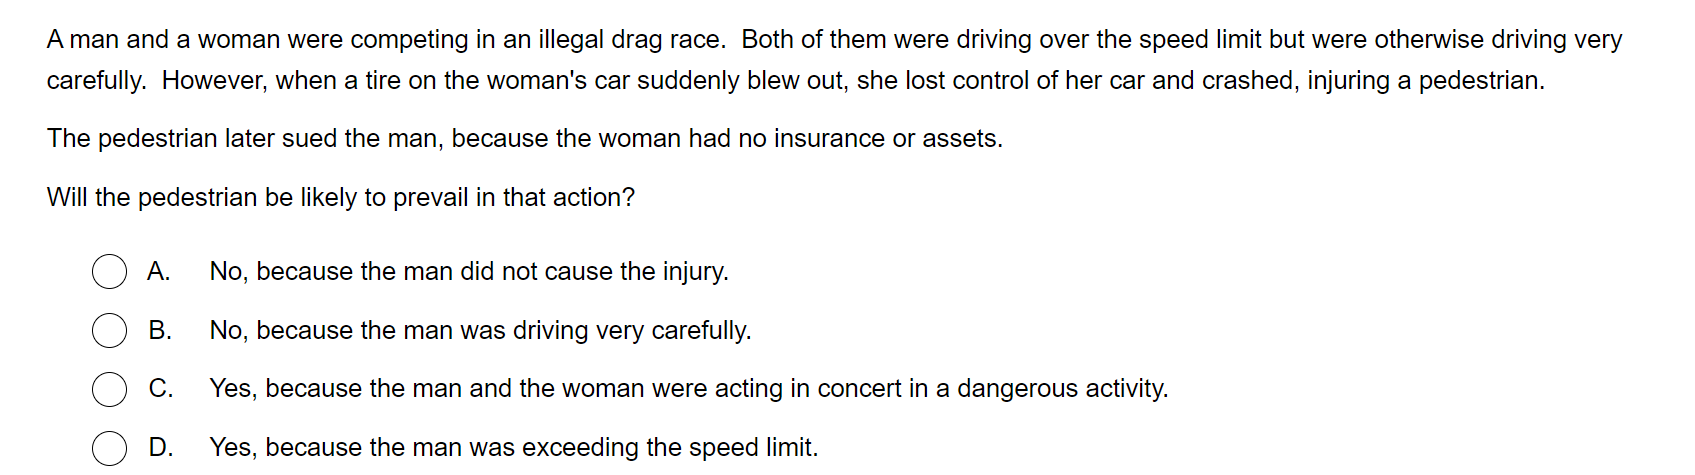 A man and a woman were competing in an illegal drag race.  Both of them were driving over the speed limit but were otherwise driving very
carefully.  However, when a tire on the woman's car suddenly blew out, she lost control of her car and crashed, injuring a pedestrian.
The pedestrian later sued the man, because the woman had no insurance or assets.
Will the pedestrian be likely to prevail in that action?
A. No, because the man did not cause the injury.
B. No, because the man was driving very carefully.
C. Yes, because the man and the woman were acting in concert in a dangerous activity.
D. Yes, because the man was exceeding the speed limit.